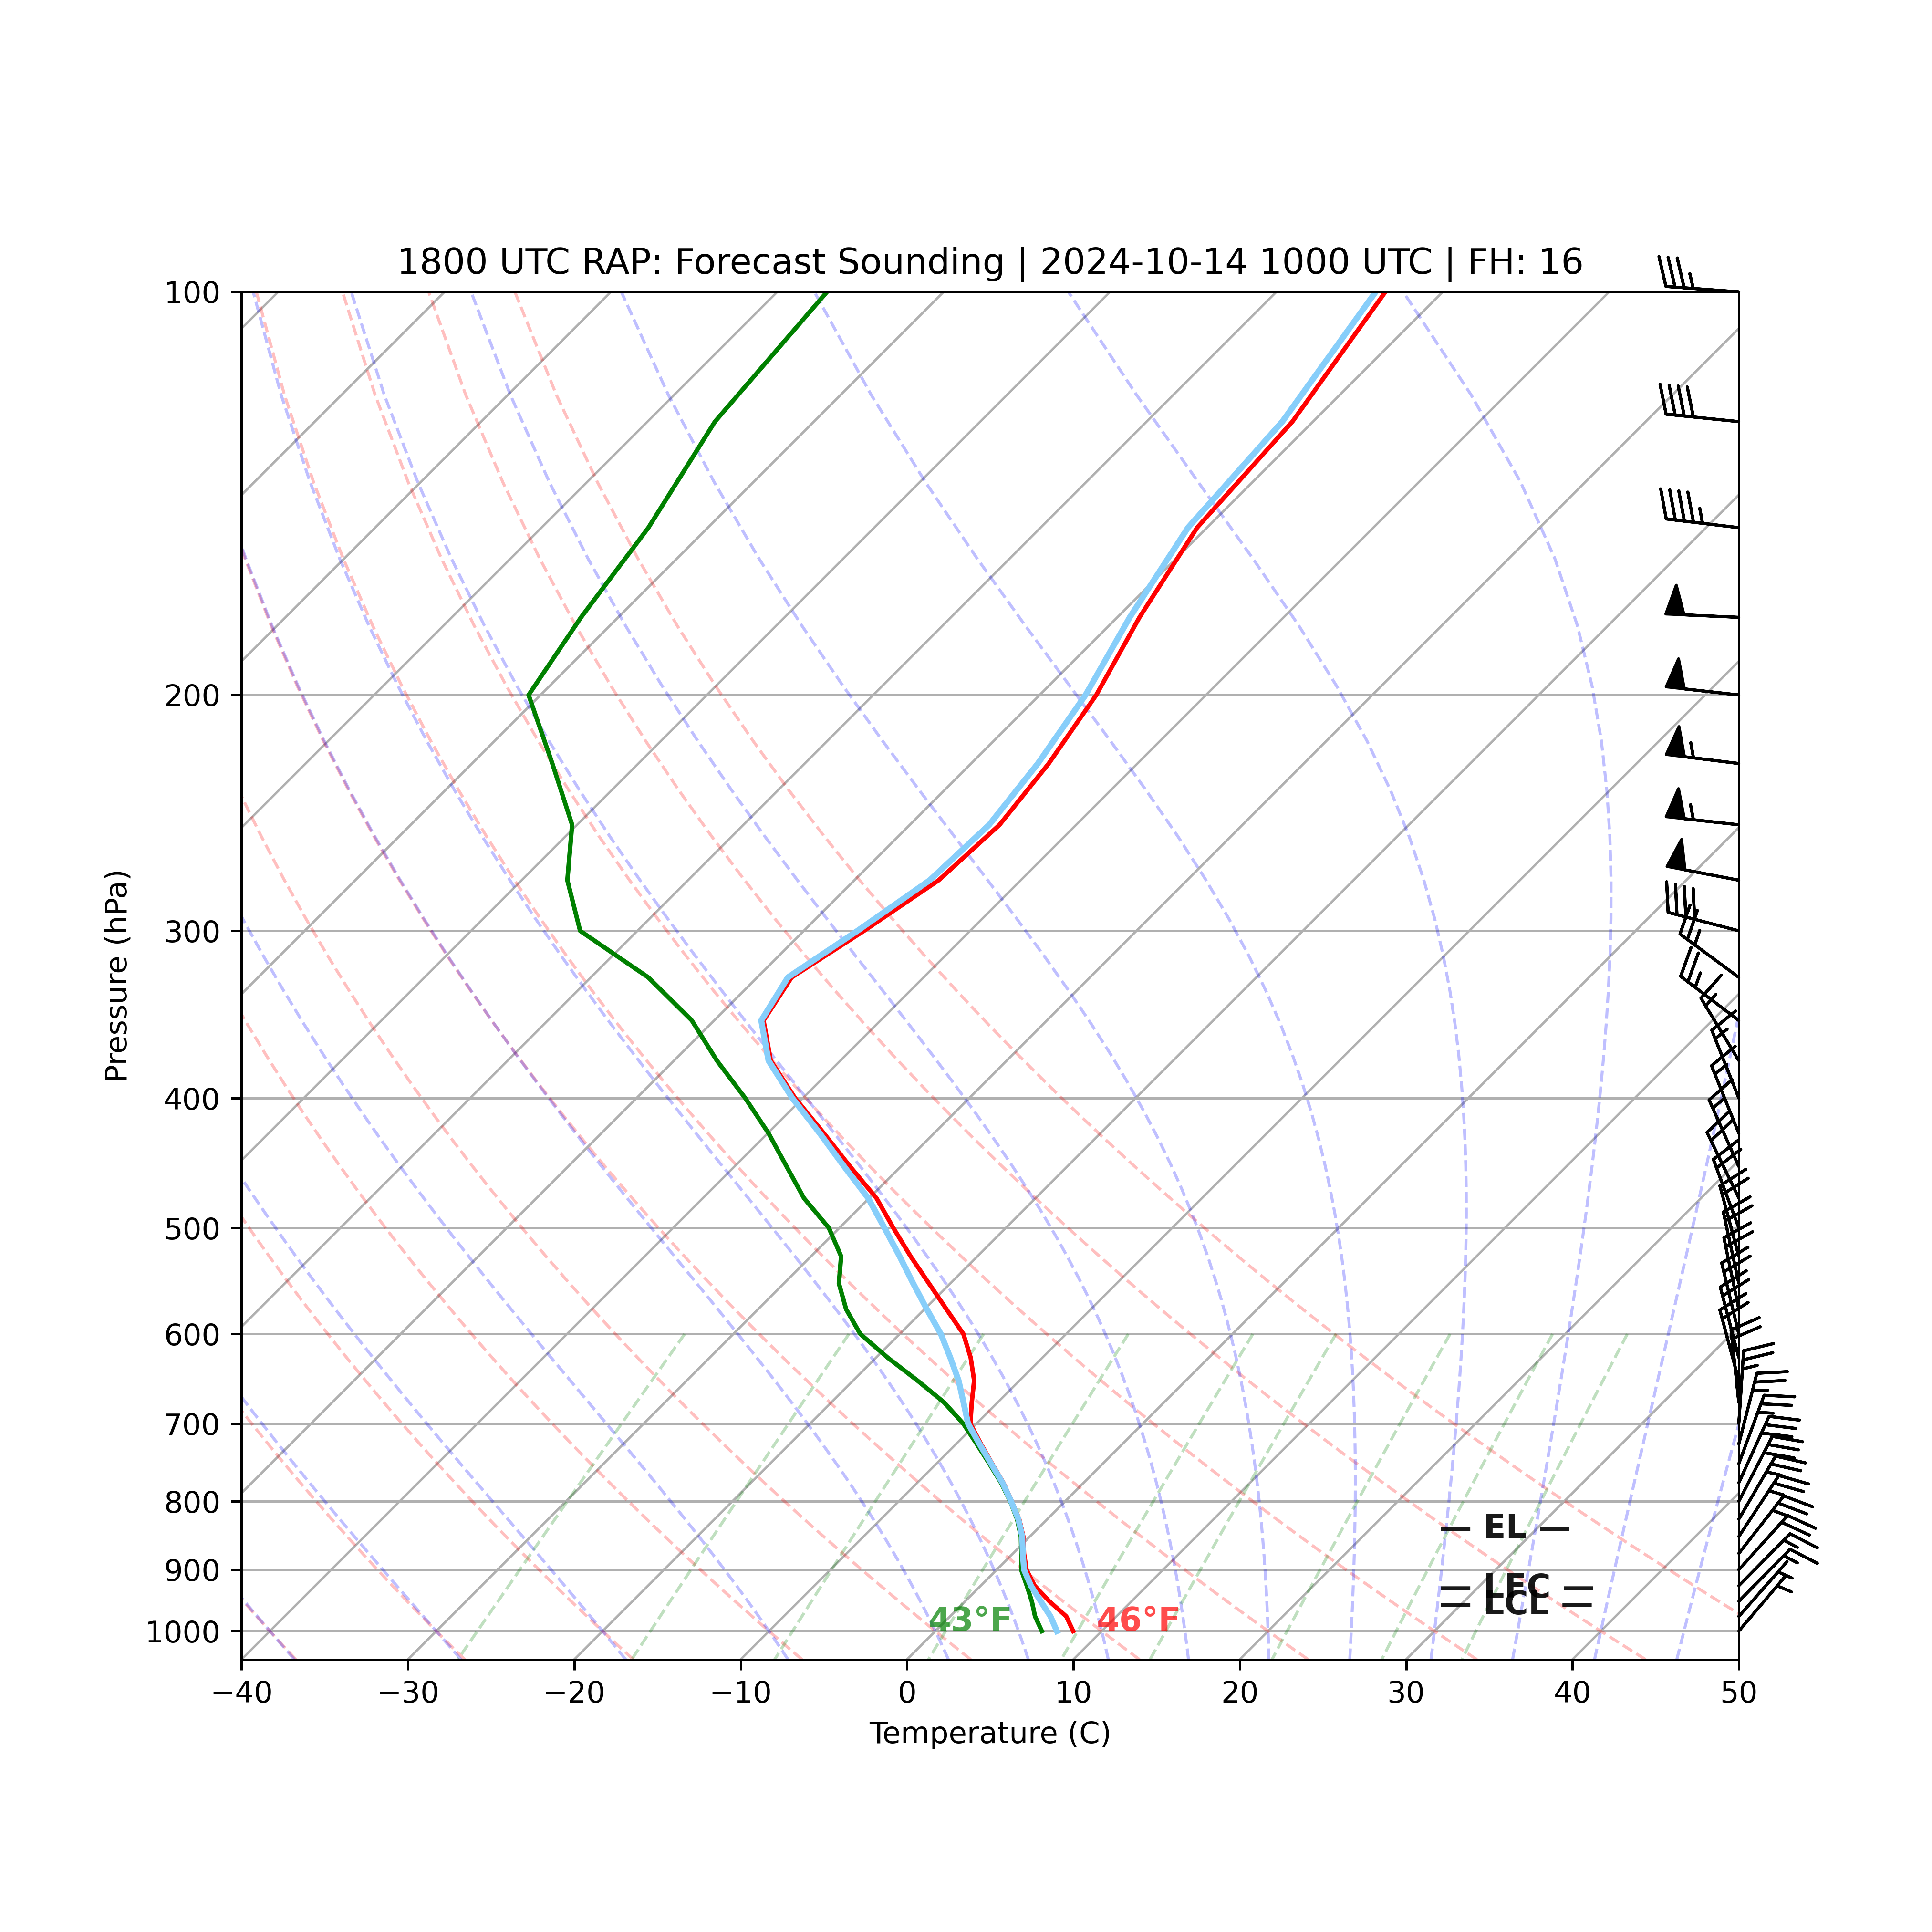 1800 UTC RAP: Forecast Sounding | 2024-10-14 1000 UTC | FH: 16
100
200
300
400
500
600
700
800
900
1000
Pressure (hPa)
— EL —
— LFC —
— LCL —
43°F
46°F
−40 −30 −20 −10 0 10 20 30 40 50
Temperature (C)